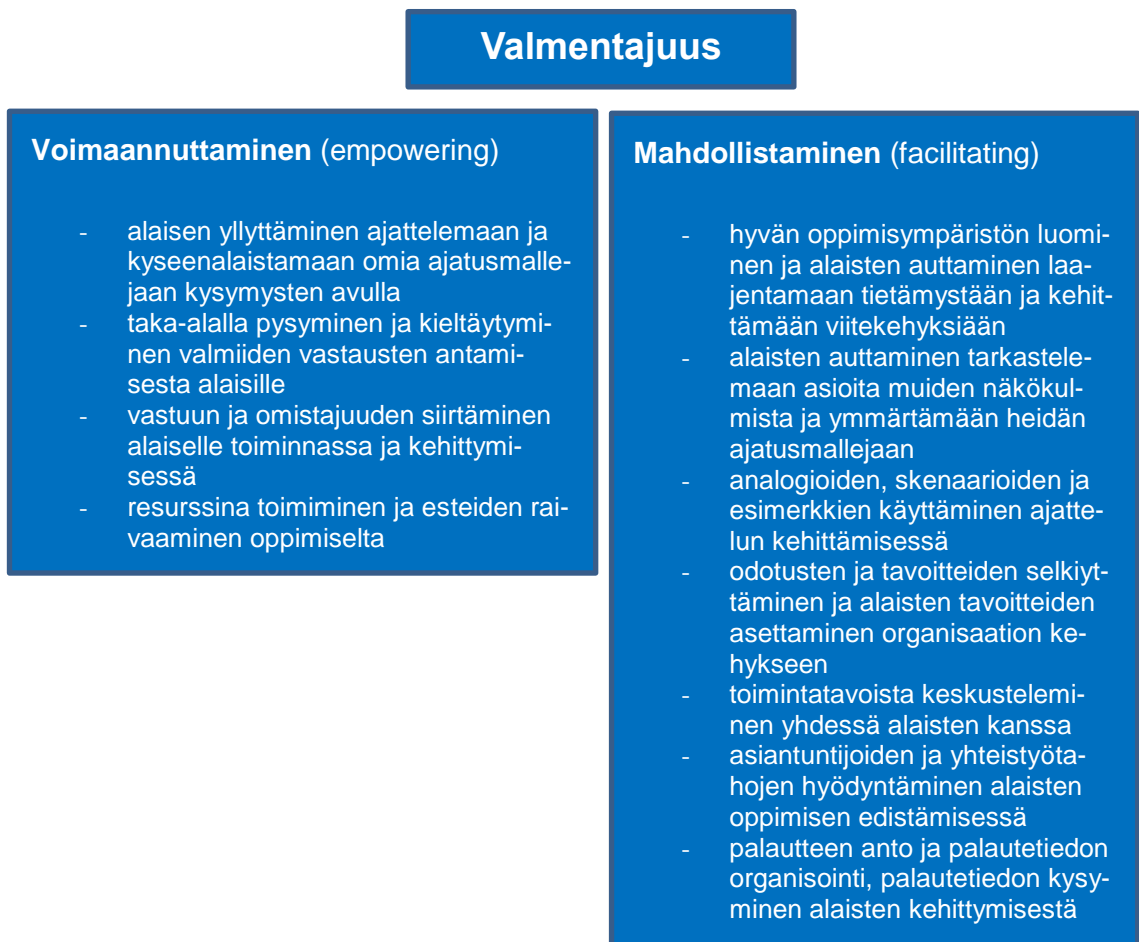 Valmentajuus
Voimaannuttaminen (empowering)
- alaisen yllyttäminen ajattelemaan ja
kyseenalaistamaan omia ajatusmalle-
jaan kysymysten avulla
- taka-alalla pysyminen ja kieltäytymi-
nen valmiiden vastausten antami-
sesta alaisille
- vastuun ja omistajuuden siirtäminen
alaiselle toiminnassa ja kehittymi-
sessä
- resurssina toimiminen ja esteiden rai-
vaaminen oppimiselta
Mahdollistaminen (facilitating)
- hyvän oppimisympäristön luomi-
nen ja alaisten auttaminen laa-
jentamaan tietämystään ja kehit-
tämään viitekehyksiään
- alaisten auttaminen tarkastele-
maan asioita muiden näkökul-
mista ja ymmärtämään heidän
ajatusmallejaan
- analogioiden, skenaarioiden ja
esimerkkien käyttäminen ajatte-
lun kehittämisessä
- odotusten ja tavoitteiden selkiyt-
täminen ja alaisten tavoitteiden
asettaminen organisaation ke-
hykseen
- toimintatavoista keskustelemi-
nen yhdessä alaisten kanssa
- asiantuntijoiden ja yhteistyöta-
hojen hyödyntäminen alaisten
oppimisen edistämisessä
- palautteen anto ja palautetiedon
organisointi, palautetiedon kysy-
minen alaisten kehittymisestä